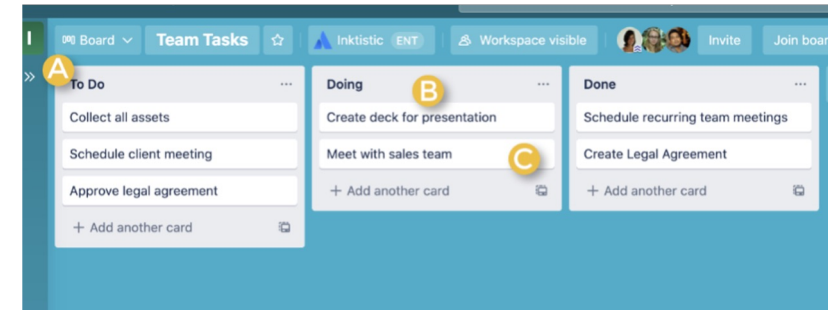 I
Board
Team Tasks
Inktistic ENT
Workspace visible
Invite
Join boar
A
To Do
Collect all assets
Schedule client meeting
Approve legal agreement
+ Add another card
B
Doing
Create deck for presentation
Meet with sales team
C
+ Add another card
Done
Schedule recurring team meetings
Create Legal Agreement
+ Add another card